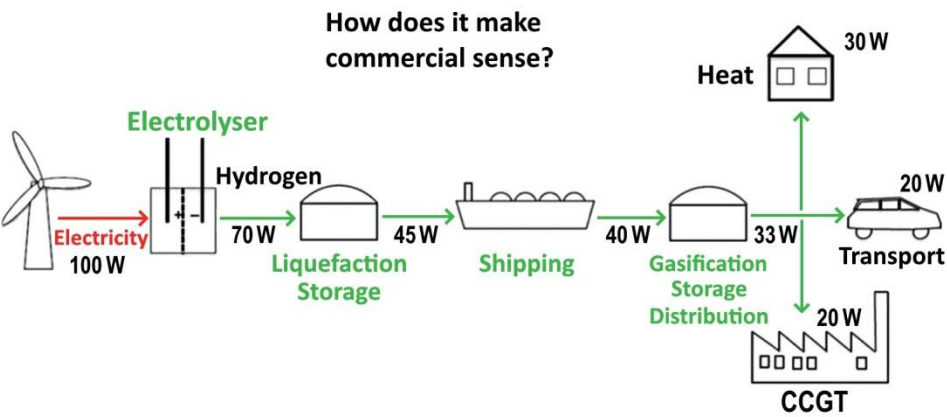 How does it make
commercial sense?
30 W
Heat
Electrolyser
Hydrogen
+ -
Electricity
100 W
70 W
Liquefaction
Storage
45 W
Shipping
40 W
Gasification
Storage
Distribution
33 W
20 W
Transport
20 W
CCGT